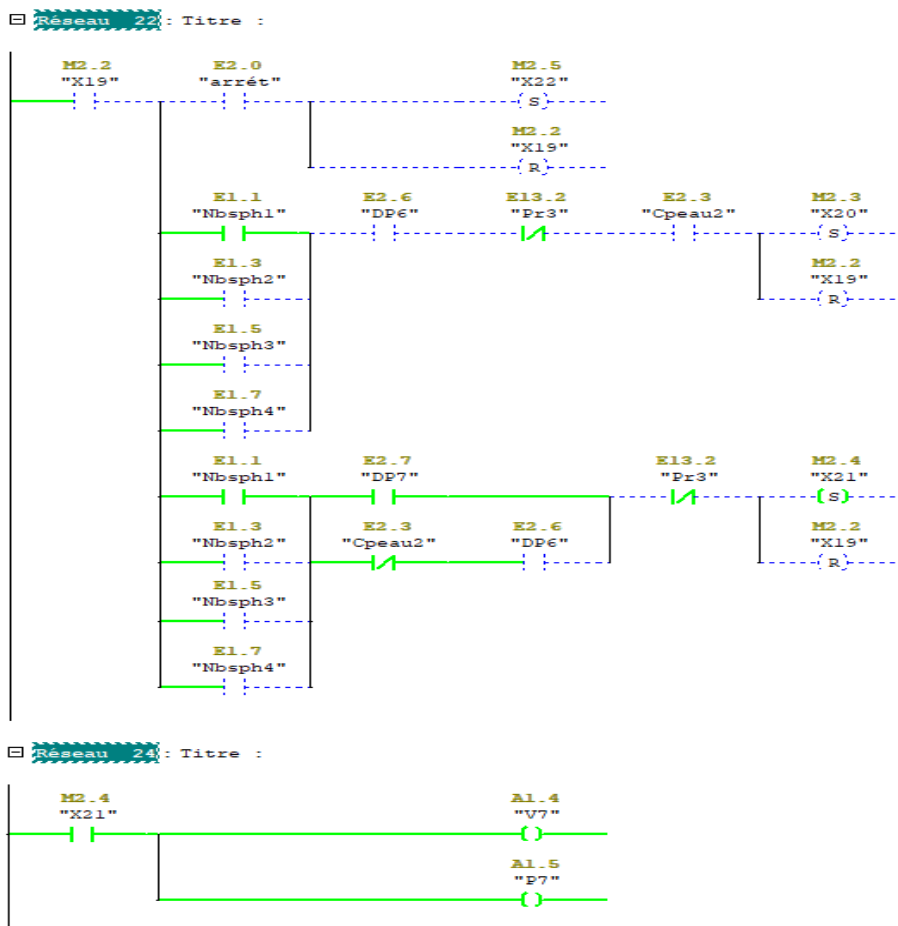 Réseau 22 : Titre :
M2.2 E2.0 M2.5
"X19" "arrét" "X22"
S
M2.2
"X19"
R
E1.1 E2.6 E13.2 E2.3 M2.3
"Nbsph1" "DP6" "Pr3" "Cpeau2" "X20"
S
E1.3 M2.2
"Nbsph2" "X19"
R
E1.5
"Nbsph3"
E1.7
"Nbsph4"
E1.1 E2.7 E13.2 M2.4
"Nbsph1" "DP7" "Pr3" "X21"
S
E1.3 E2.3 E2.6 M2.2
"Nbsph2" "Cpeau2" "DP6" "X19"
R
E1.5
"Nbsph3"
E1.7
"Nbsph4"
Réseau 24 : Titre :
M2.4 A1.4
"X21" "V7"
A1.5
"P7"